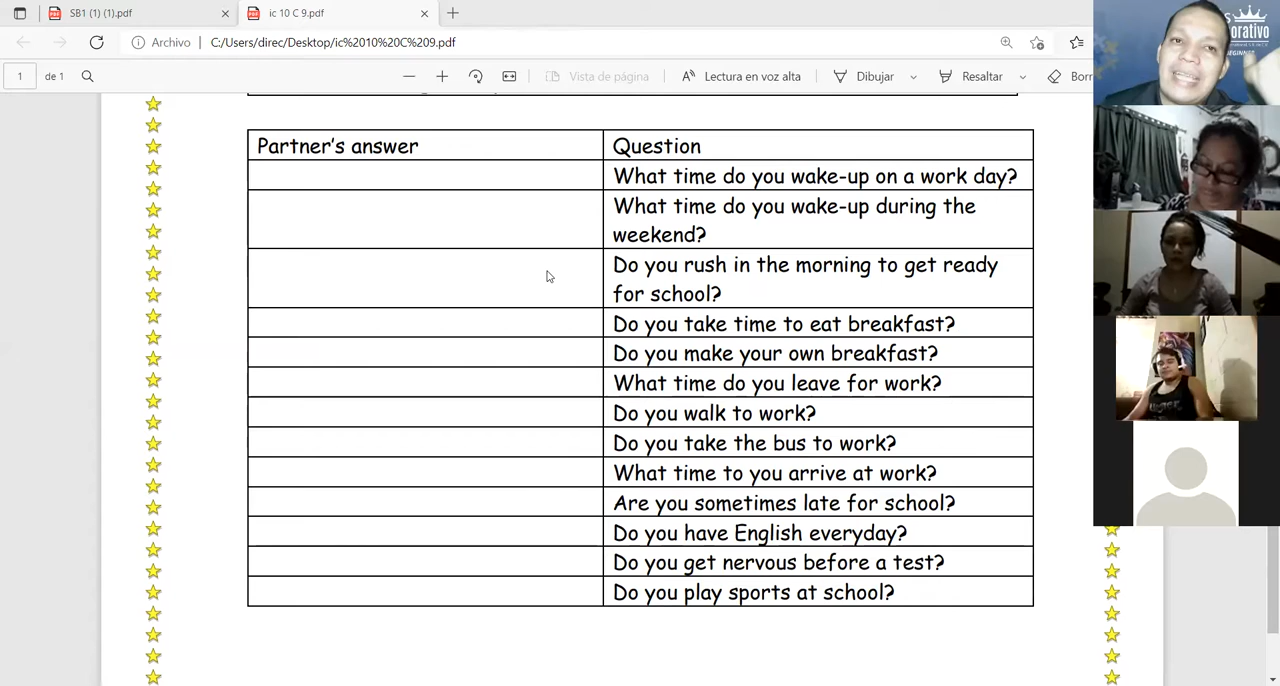 SB1 (1) (1).pdf
ic 10 C 9.pdf
Archivo
C:/Users/direc/Desktop/ic%2010%20C%209.pdf
1
de 1
Vista de página
Lectura en voz alta
Dibujar
Resaltar
Borr
orativo
BEGINNER
Partner's answer
Question
What time do you wake-up on a work day?
What time do you wake-up during the
weekend?
Do you rush in the morning to get ready
for school?
Do you take time to eat breakfast?
Do you make your own breakfast?
What time do you leave for work?
Do you walk to work?
Do you take the bus to work?
What time to you arrive at work?
Are you sometimes late for school?
Do you have English everyday?
Do you get nervous before a test?
Do you play sports at school?